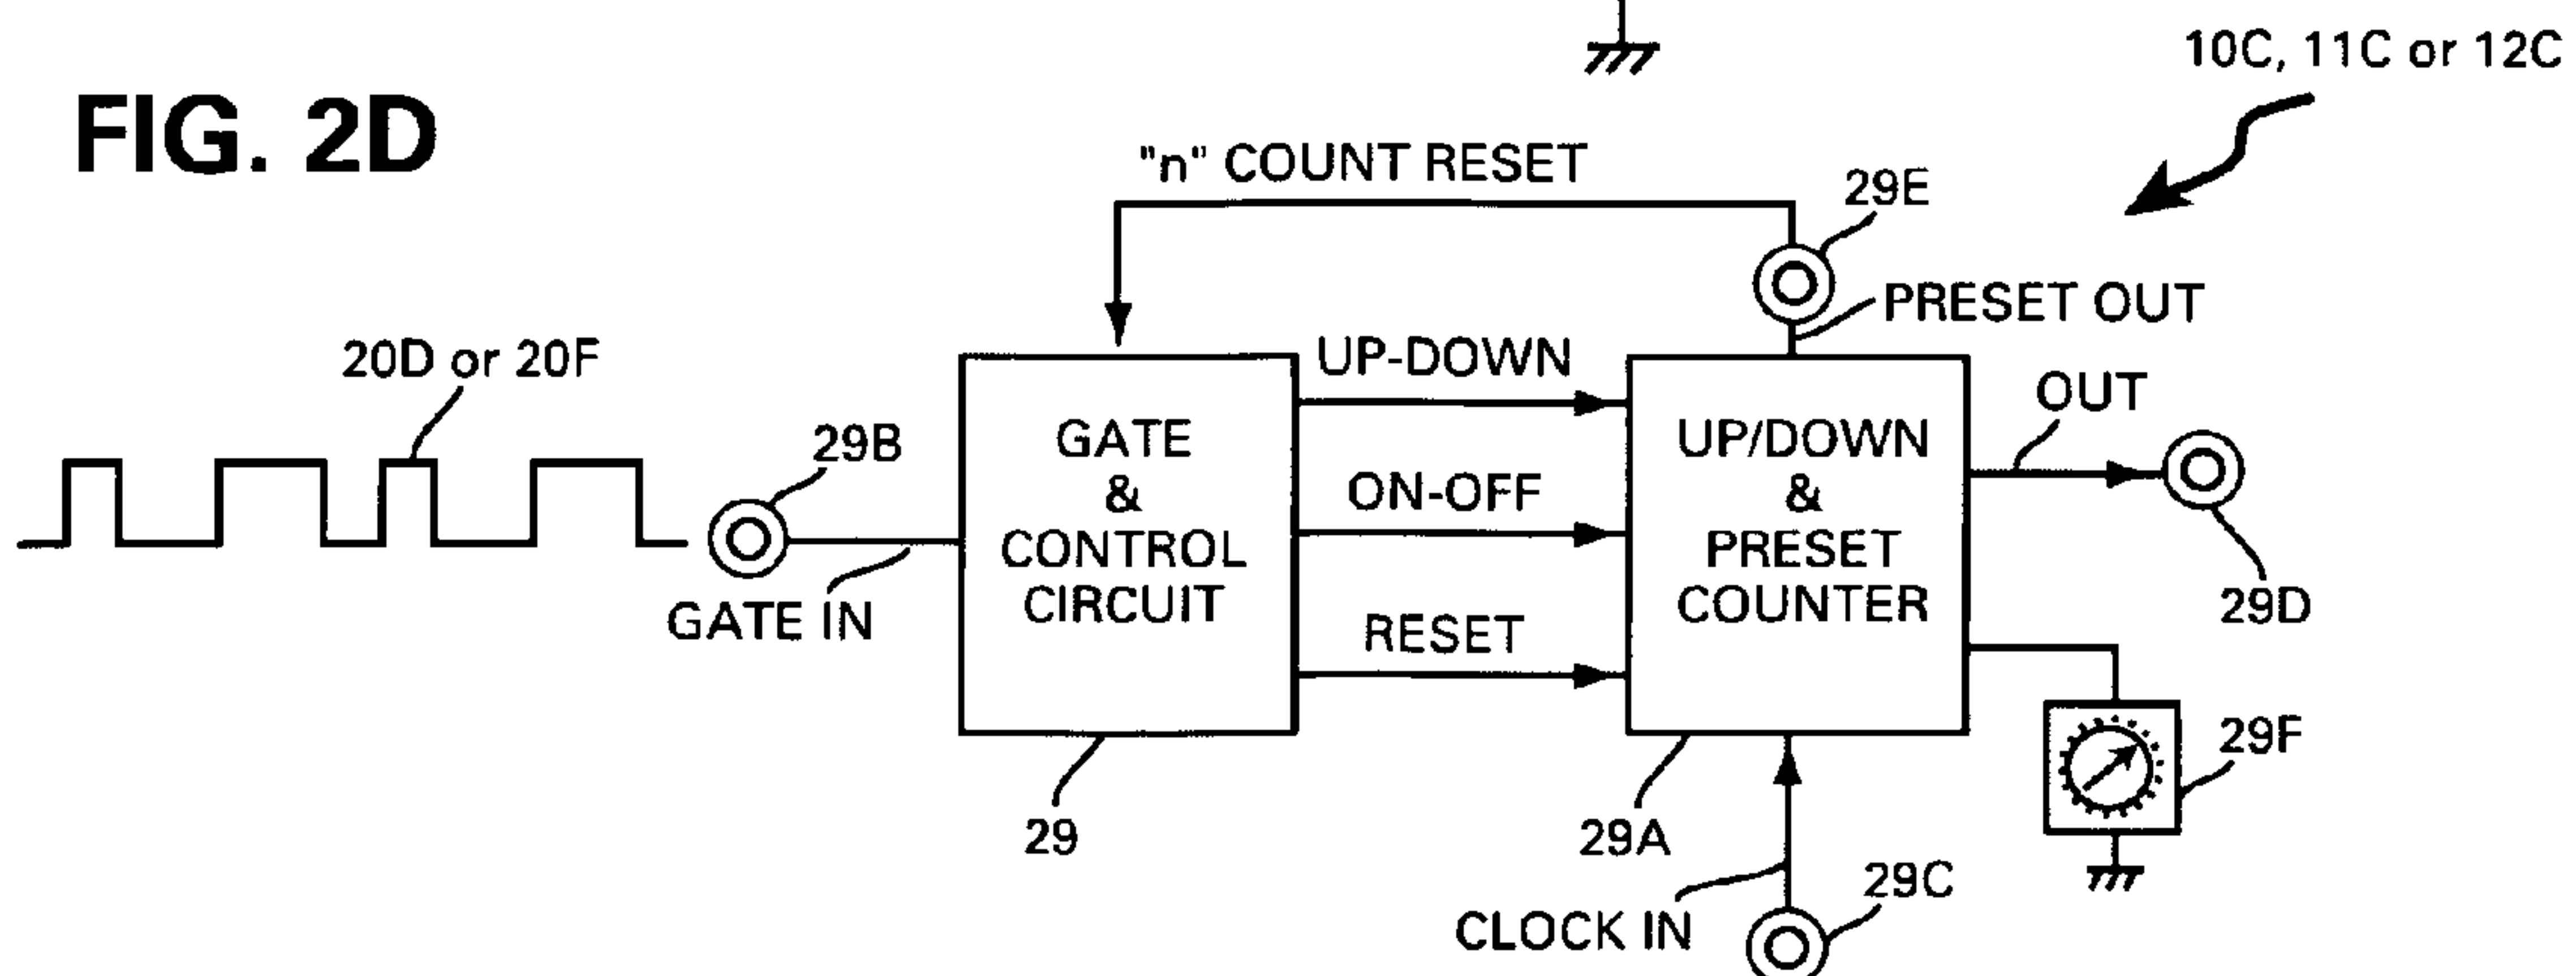 10C, 11C or 12C
FIG. 2D
"n" COUNT RESET
29E
PRESET OUT
20D or 20F
UP-DOWN
OUT
29B
GATE
&
CONTROL
CIRCUIT
ON-OFF
UP/DOWN
&
PRESET
COUNTER
GATE IN
RESET
29D
29F
29
29A
29C
CLOCK IN